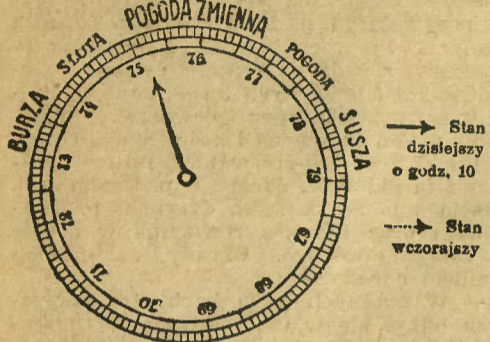 POGODA ZMIENNA
SŁOTA
POGODA
BURZA
SUSZA
75
76
77
78
79
68
69
70
71
72
73
74
Stan
dzisiejszy
o godz, 10
Stan
wczorajszy